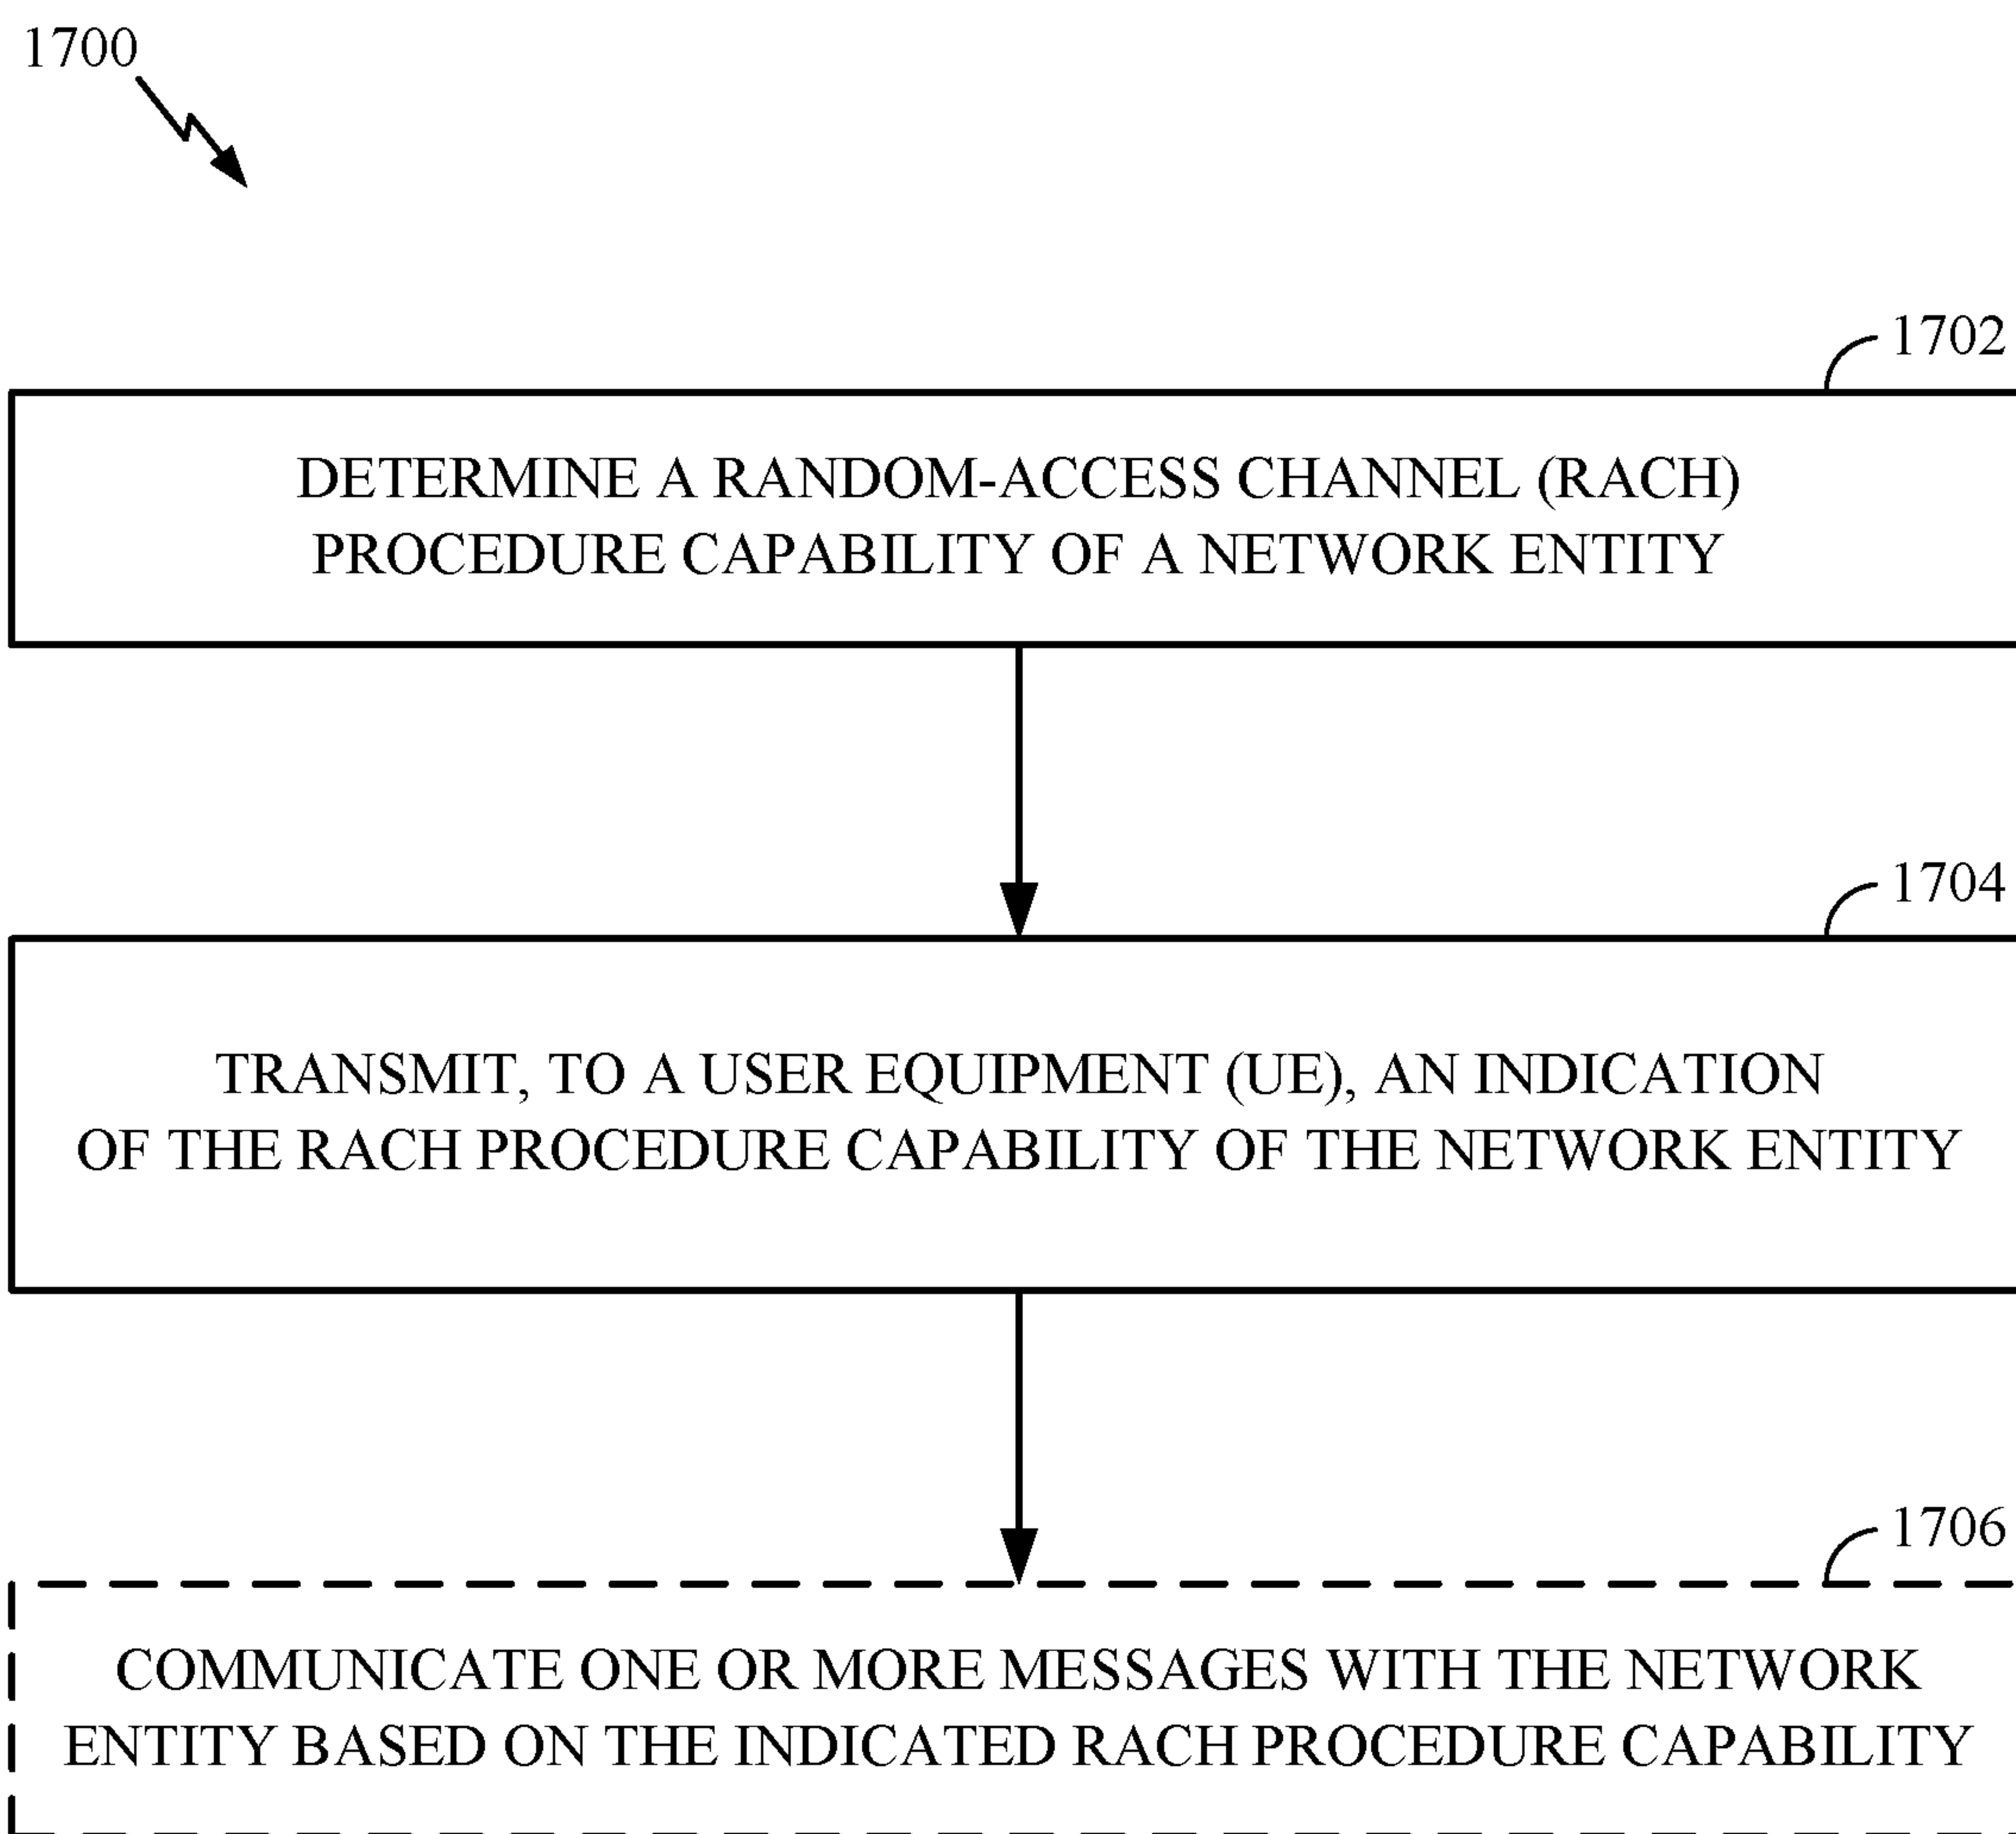 1700
1702
DETERMINE A RANDOM-ACCESS CHANNEL (RACH)
PROCEDURE CAPABILITY OF A NETWORK ENTITY
1704
TRANSMIT, TO A USER EQUIPMENT (UE), AN INDICATION
OF THE RACH PROCEDURE CAPABILITY OF THE NETWORK ENTITY
1706
COMMUNICATE ONE OR MORE MESSAGES WITH THE NETWORK
ENTITY BASED ON THE INDICATED RACH PROCEDURE CAPABILITY